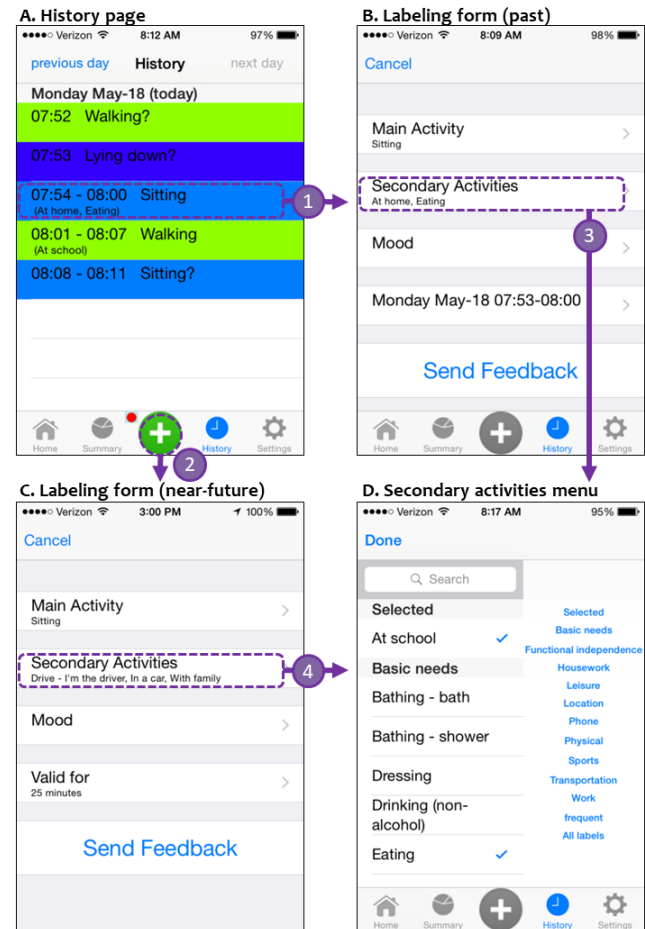 A. History page
Verizon 8:12 AM 97%
previous day History next day
Monday May-18 (today)
07:52 Walking?
07:53 Lying down?
07:54 - 08:00 Sitting
(At home, Eating)
08:01 - 08:07 Walking
(At school)
08:08 - 08:11 Sitting?
Home Summary + History Settings
1
2
B. Labeling form (past)
Verizon 8:09 AM 98%
Cancel
Main Activity
Sitting
Secondary Activities
At home, Eating
3
Mood
Monday May-18 07:53-08:00
Send Feedback
Home Summary + History Settings
C. Labeling form (near-future)
Verizon 3:00 PM 100%
Cancel
Main Activity
Sitting
Secondary Activities
Drive - I'm the driver, In a car, With family
4
Mood
Valid for
25 minutes
Send Feedback
D. Secondary activities menu
Verizon 8:17 AM 95%
Done
Search
Selected
At school
Basic needs
Bathing - bath
Bathing - shower
Dressing
Drinking (non-
alcohol)
Eating
Selected
Basic needs
Functional independence
Housework
Leisure
Location
Phone
Physical
Sports
Transportation
Work
frequent
All labels
Home Summary + History Settings